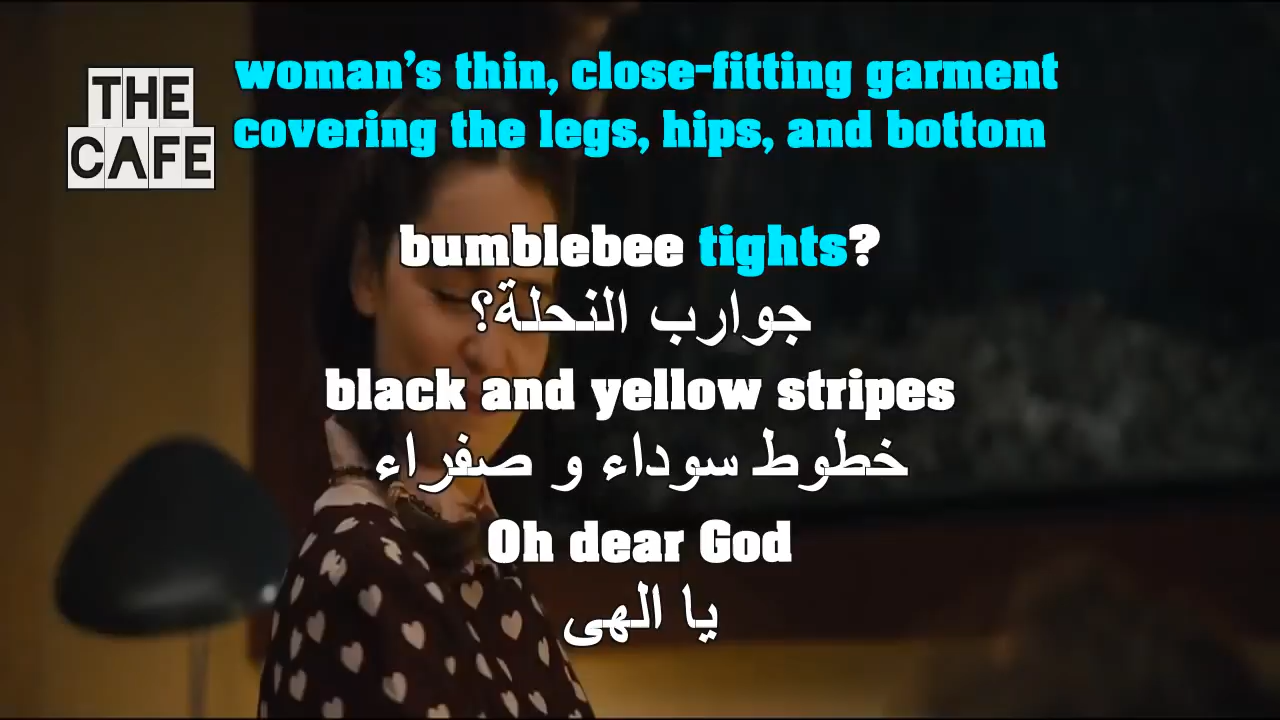 THE
CAFE
woman's thin, close-fitting garment
covering the legs, hips, and bottom
bumblebee tights?
جوارب النحلة؟
black and yellow stripes
خطوط سوداء و صفراء
Oh dear God
يا الهى